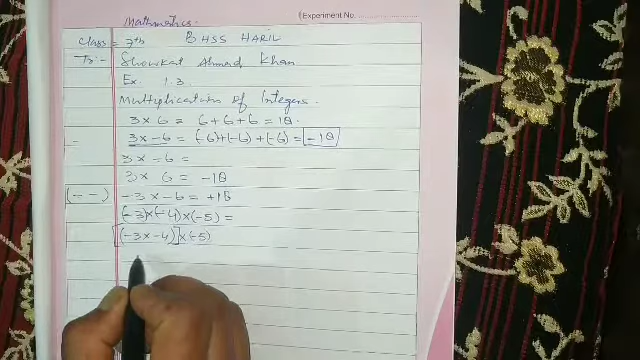 Mathematics.
Experiment No.
Class = 7th BHSS HARIL
Tr:- Showkat Ahmad Khan
Ex. 1.3.
Multiplication of Integers.
3 x 6 = 6 + 6 + 6 = 18
3 x -6 = (-6)+(-6) + (-6) = -18
3 x -6 =
3 x 6 = -18
(- -) -3 x -6 = +18
(-3)x(-4)x(-5) =
[(-3 x -4)]x(-5)